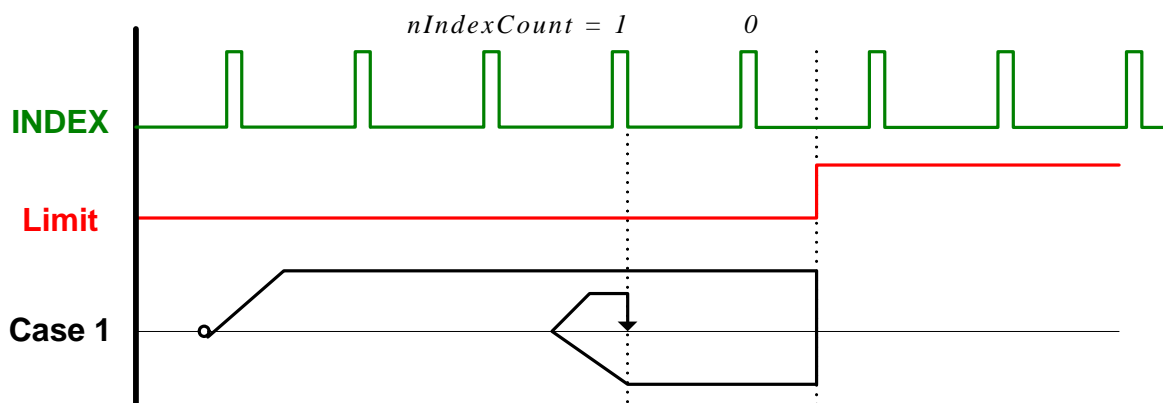 nIndexCount = 1 0
INDEX
Limit
Case 1